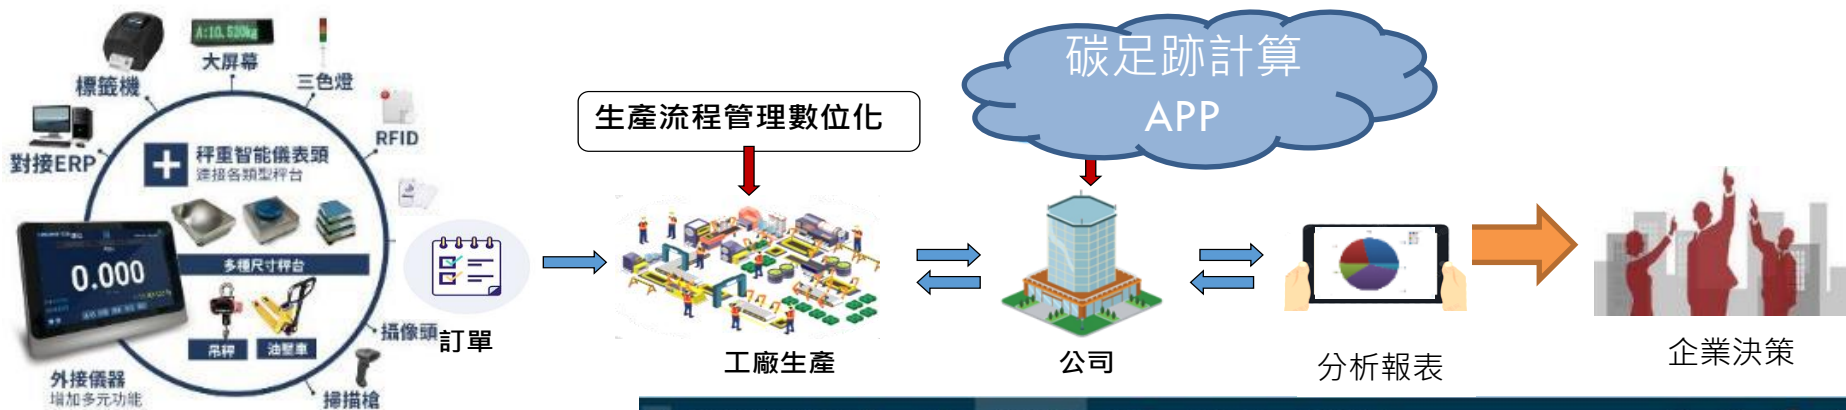 標籤機
A:10.520kg
大屏幕
三色燈
RFID
對接ERP
秤重智能儀表頭
連接各類型秤台
0.000
多種尺寸秤台
吊秤
油壓車
攝像頭
掃描槍
外接儀器
增加多元功能
訂單
生產流程管理數位化
工廠生產
碳足跡計算
APP
公司
分析報表
企業決策